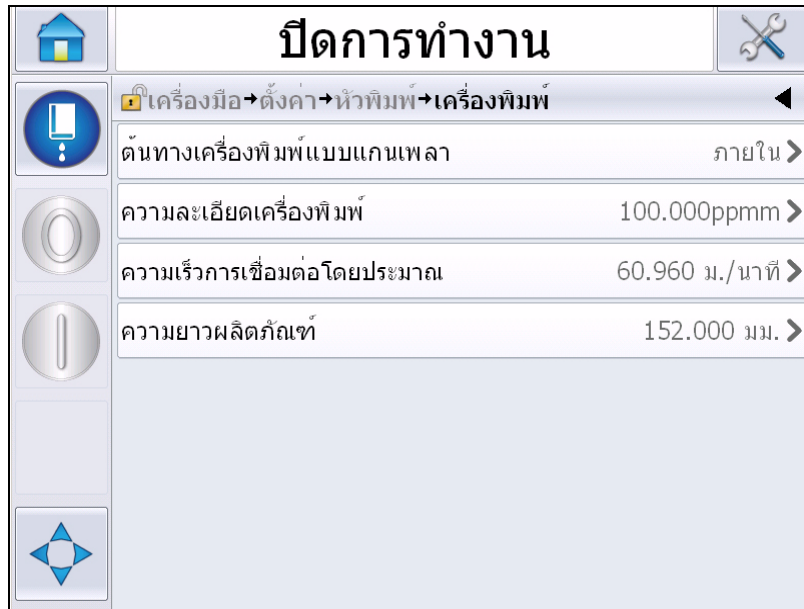 ปิดการทำงาน
เครื่องมือ→ตั้งค่า→หัวพิมพ์→เครื่องพิมพ์
ต้นทางเครื่องพิมพ์แบบแกนเพลา ภายใน
ความละเอียดเครื่องพิมพ์ 100.000ppmm
ความเร็วการเชื่อมต่อโดยประมาณ 60.960 ม./นาที
ความยาวผลิตภัณฑ์ 152.000 มม.